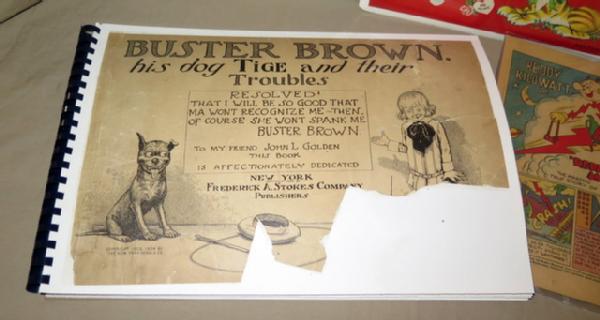 BUSTER BROWN.
his dog TIGE and their
Troubles
RESOLVED!
THAT I WILL BE SO GOOD THAT
MA WONT RECOGNIZE ME-THEN,
OF COURSE SHE WONT SPANK ME
BUSTER BROWN
TO MY FRIEND JOHN L GOLDEN
THIS BOOK
IS AFFECTIONATELY DEDICATED
NEW YORK
FREDERICK A. STOKES COMPANY
PUBLISHERS
REDDY
KILOWATT
CRASH!